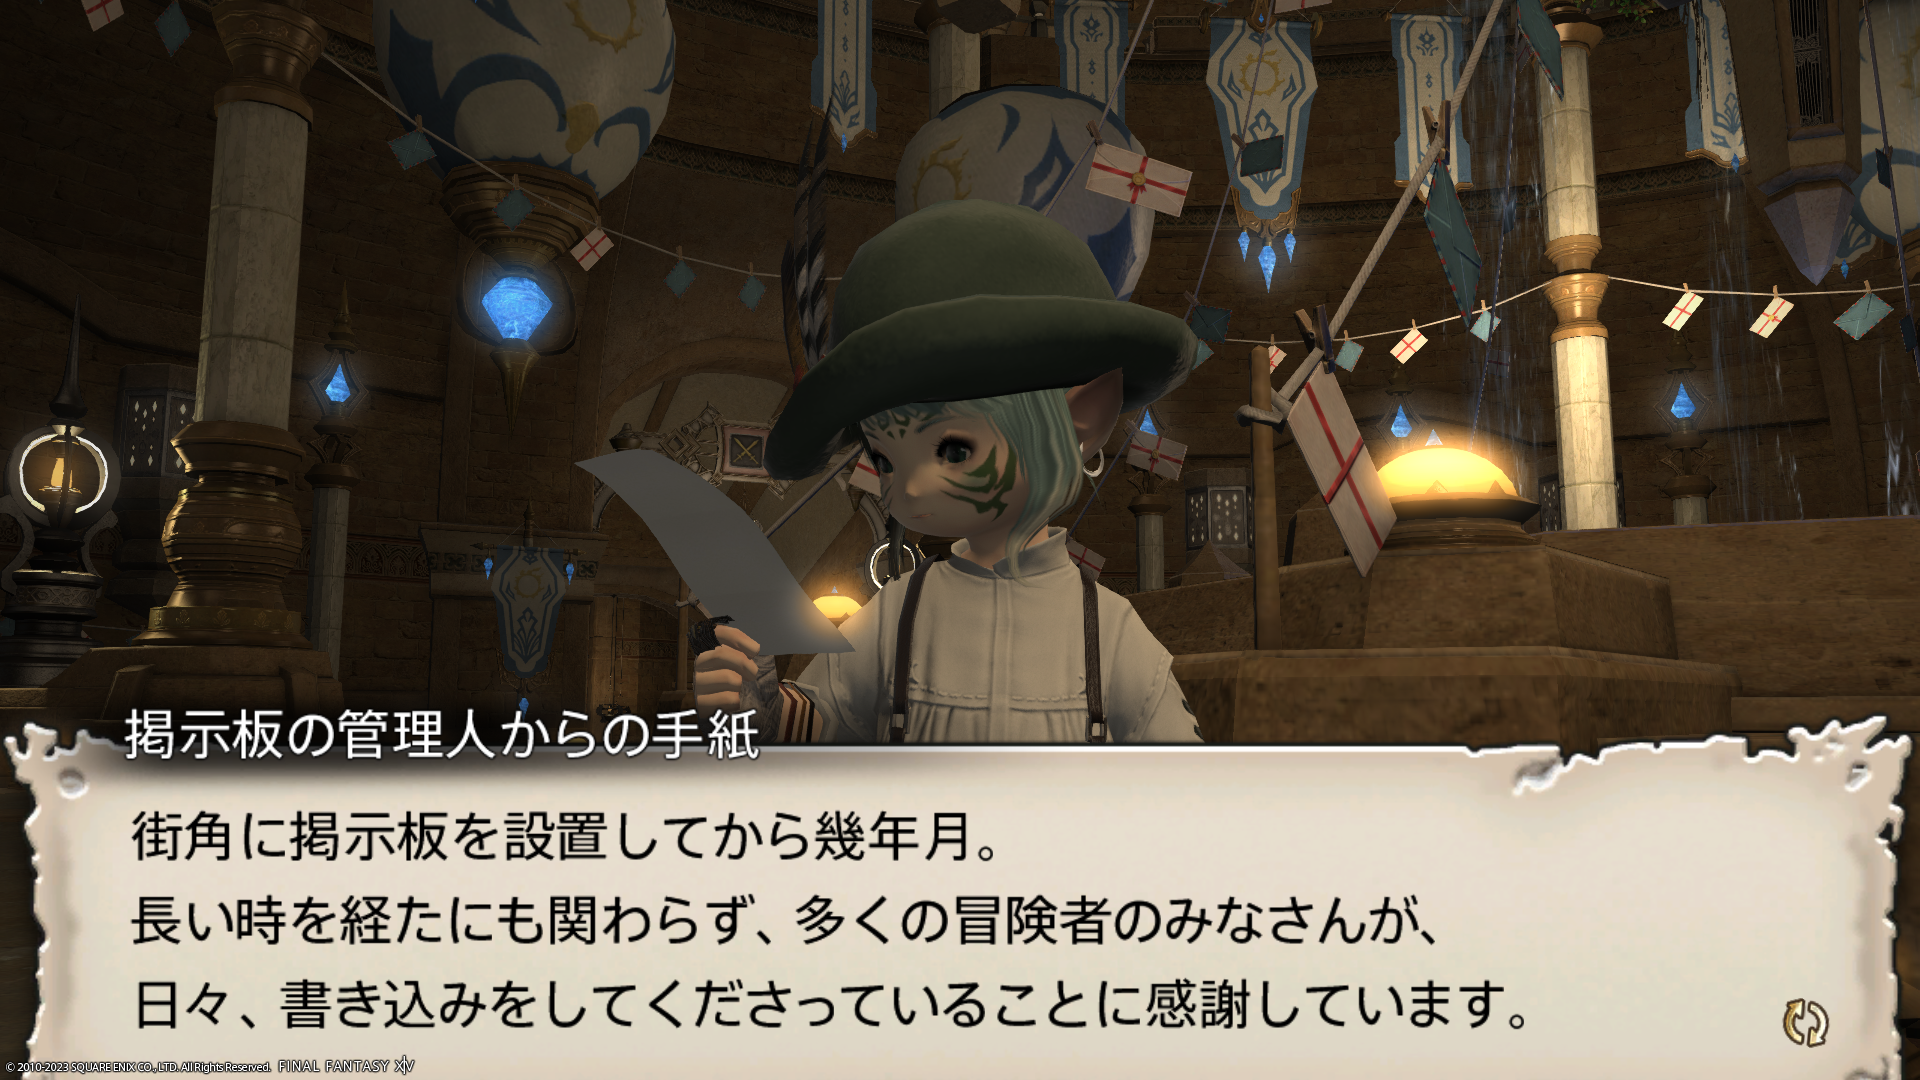 掲示板の管理人からの手紙
街角に掲示板を設置してから幾年月。
長い時を経たにも関わらず、多くの冒険者のみなさんが、
日々、書き込みをしてくださっていることに感謝しています。
© 2010-2023 SQUARE ENIX CO., LTD. All Rights Reserved. FINAL FANTASY XIV